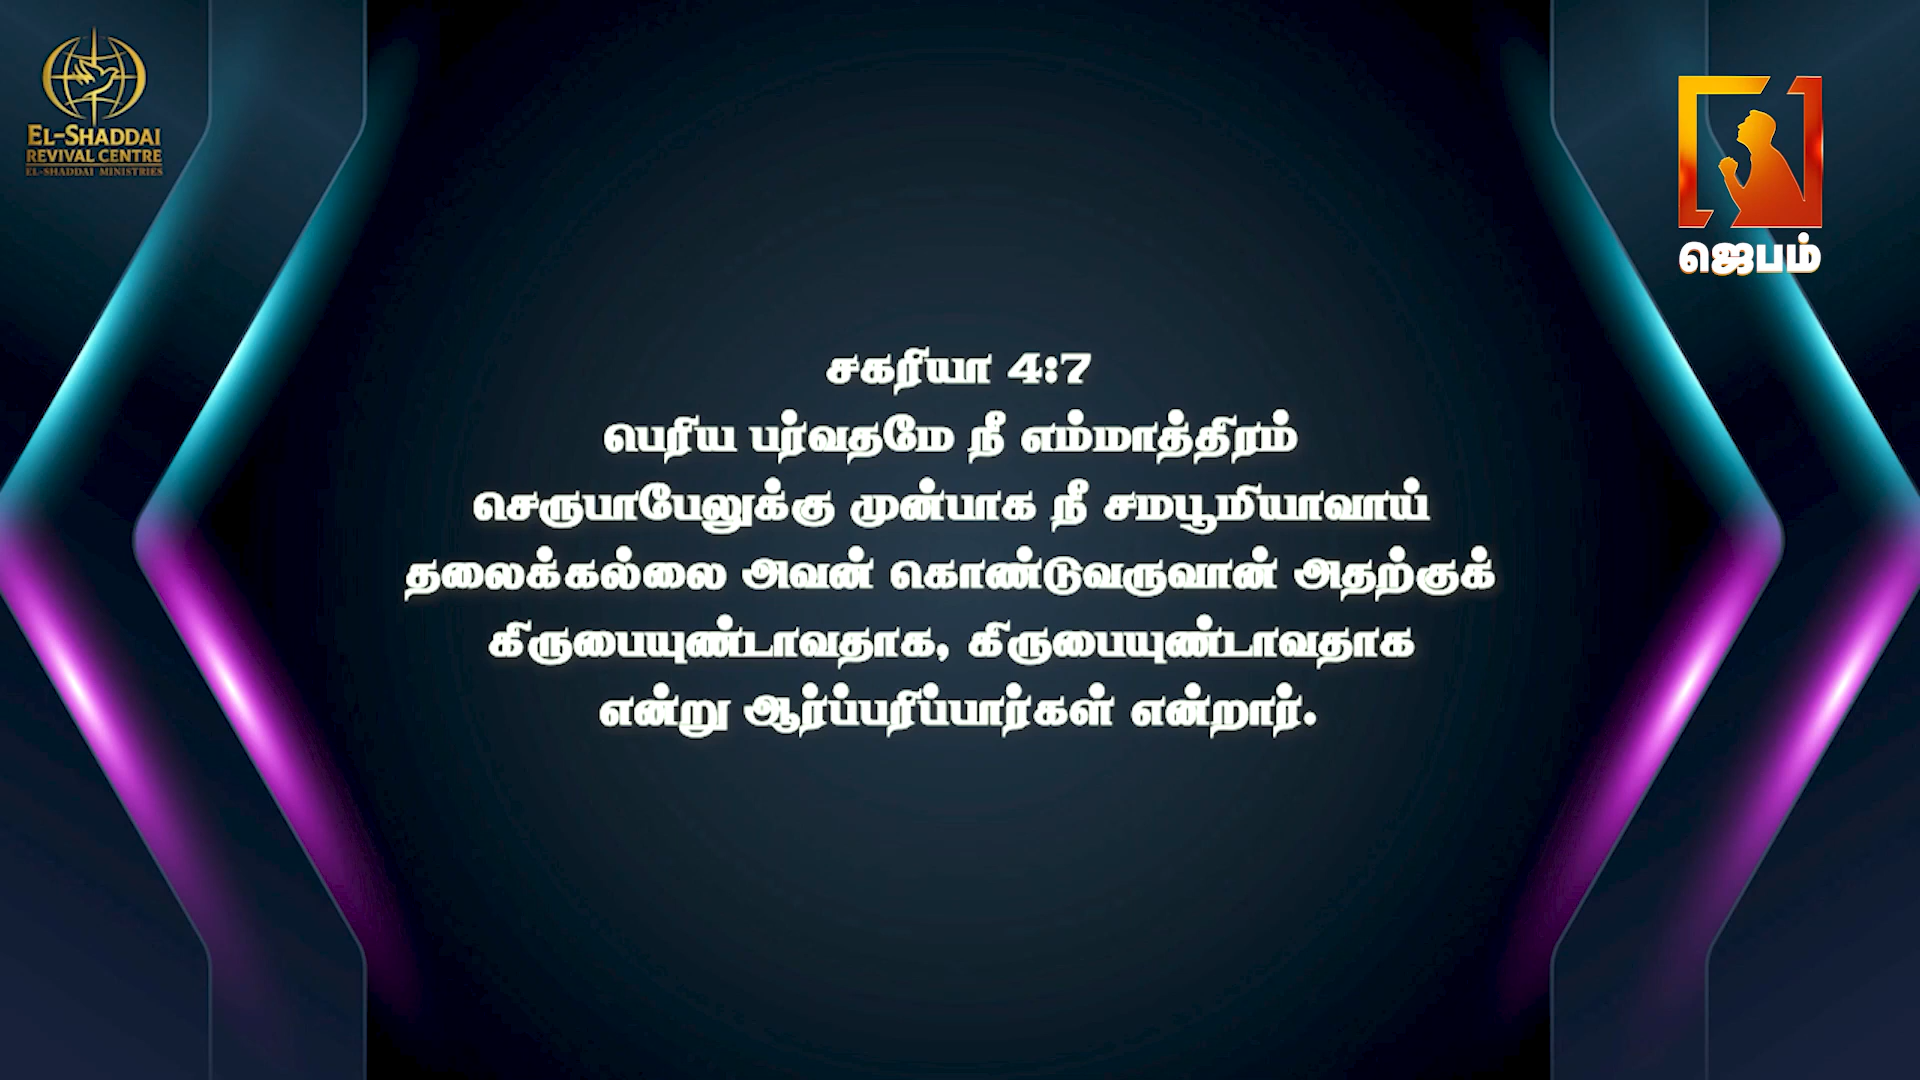 EL-SHADDAI
REVIVAL CENTRE
EL-SHADDAI MINISTRIES
ஜெபம்
சகரியா 4:7
பெரிய பர்வதமே நீ எம்மாத்திரம்
செருபாபேலுக்கு முன்பாக நீ சமபூமியாவாய்
தலைக்கல்லை அவன் கொண்டுவருவான் அதற்குக்
கிருபையுண்டாவதாக, கிருபையுண்டாவதாக
என்று ஆர்ப்பரிப்பார்கள் என்றார்.